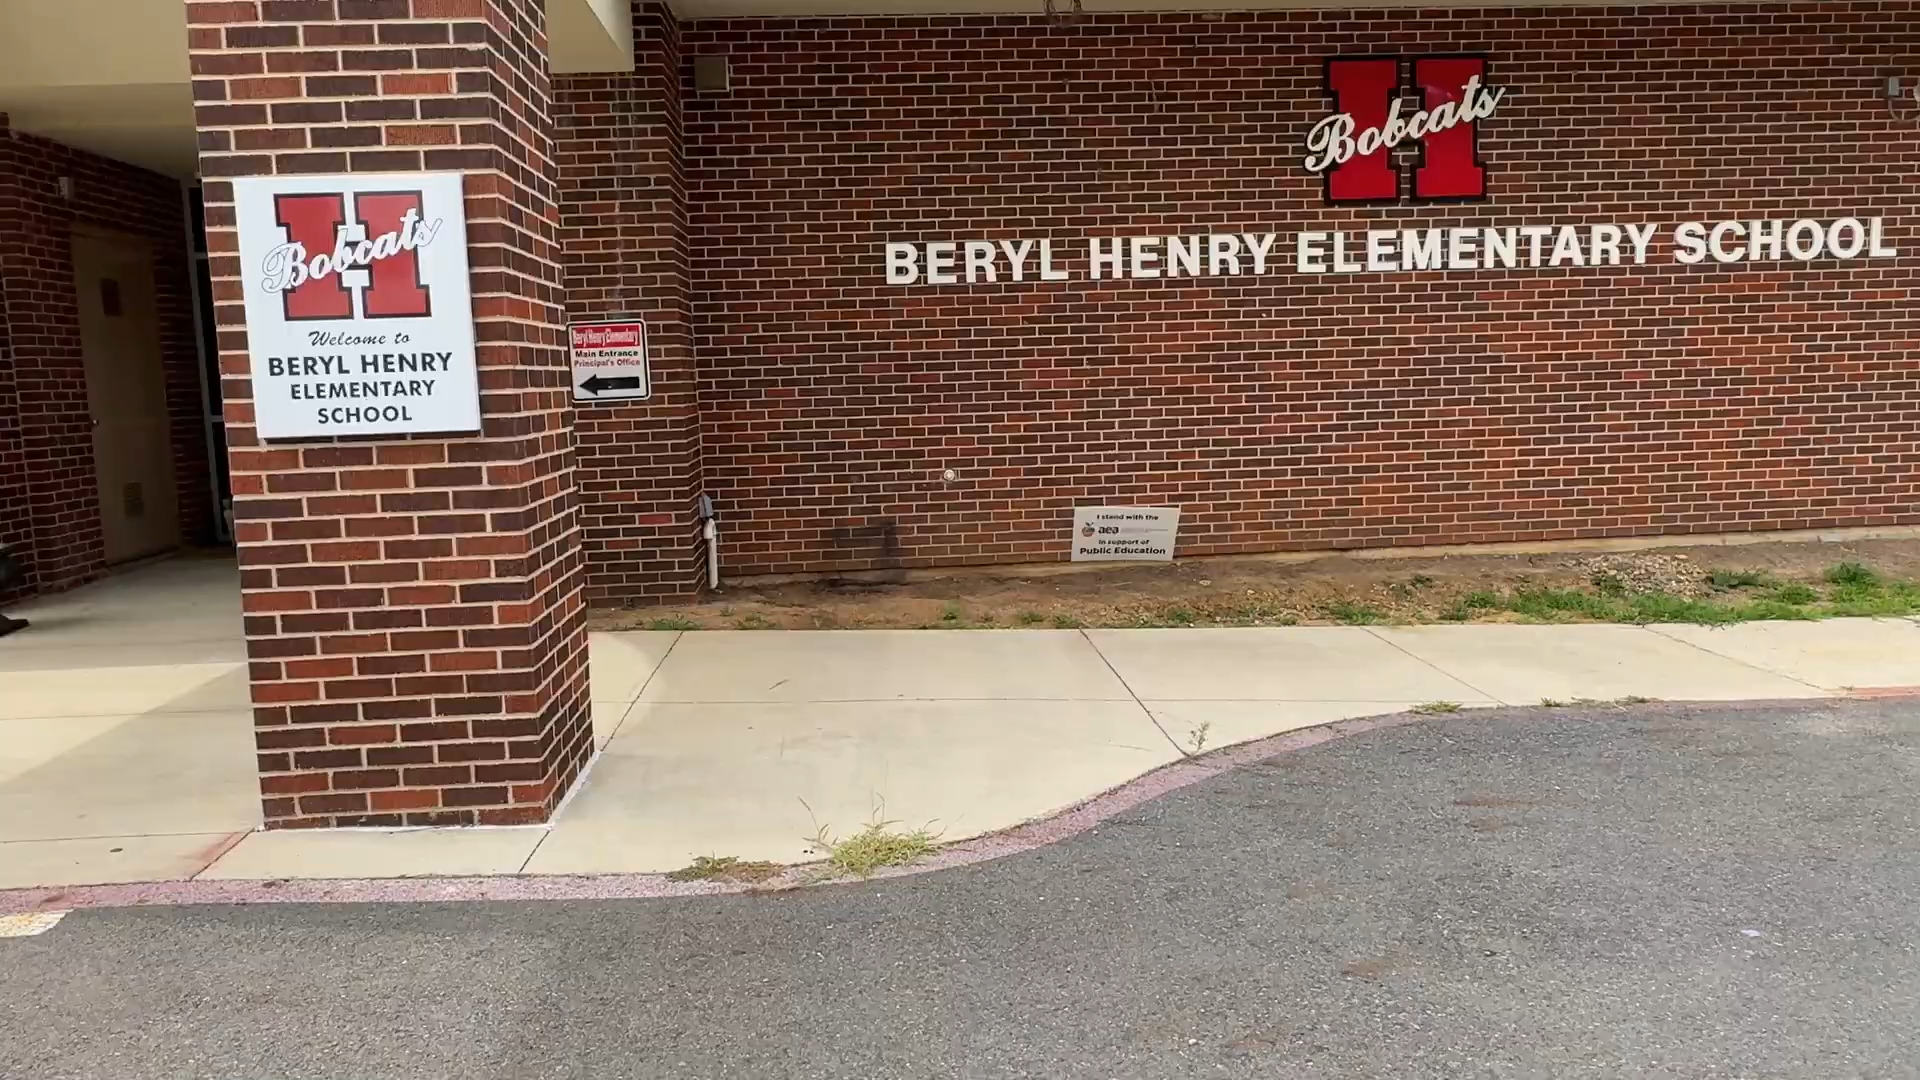 H
Bobcats
Welcome to
BERYL HENRY
ELEMENTARY
SCHOOL
Beryl Henry Elementary
Main Entrance
Principal's Office
H
Bobcats
BERYL HENRY ELEMENTARY SCHOOL
I stand with the
aea
in support of
Public Education